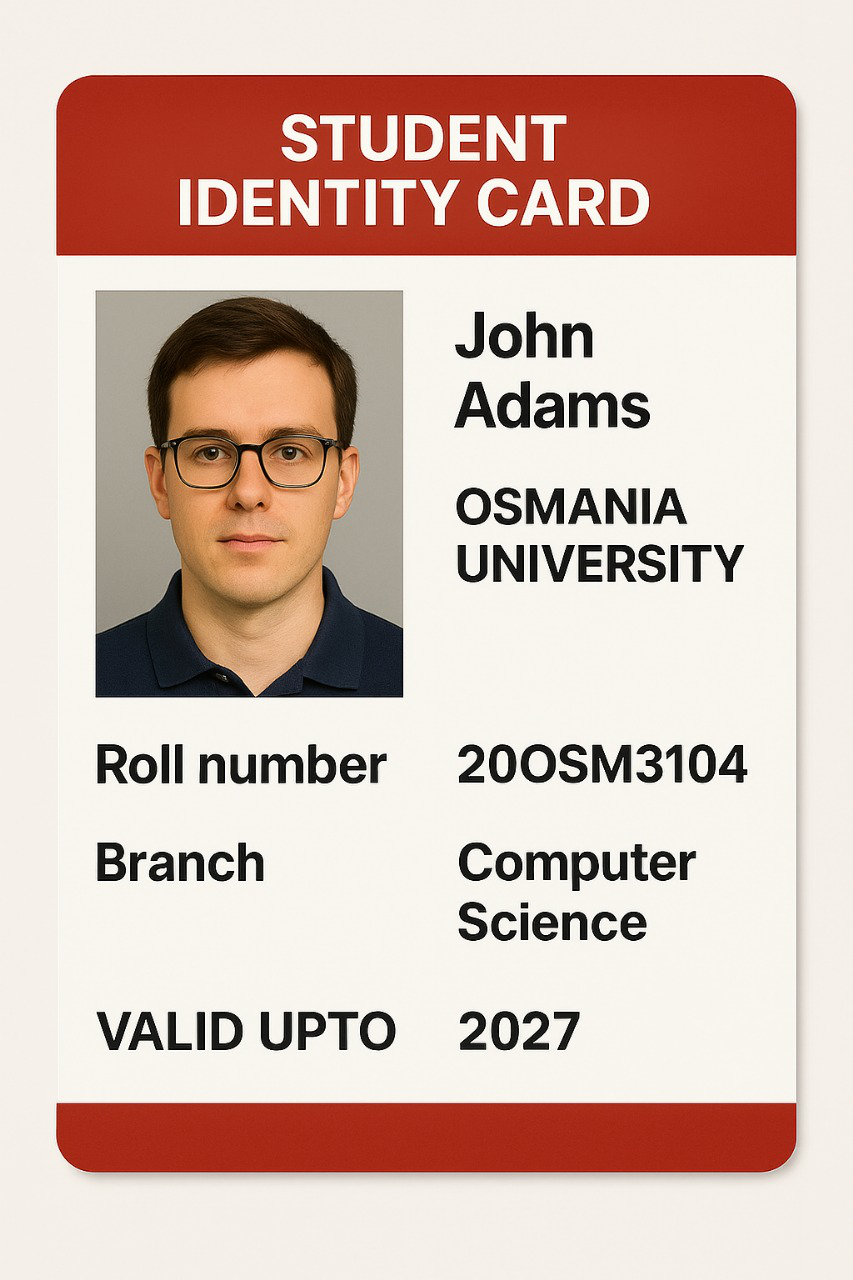 STUDENT
IDENTITY CARD
John
Adams
OSMANIA
UNIVERSITY
Roll number 20OSM3104
Branch Computer
Science
VALID UPTO 2027